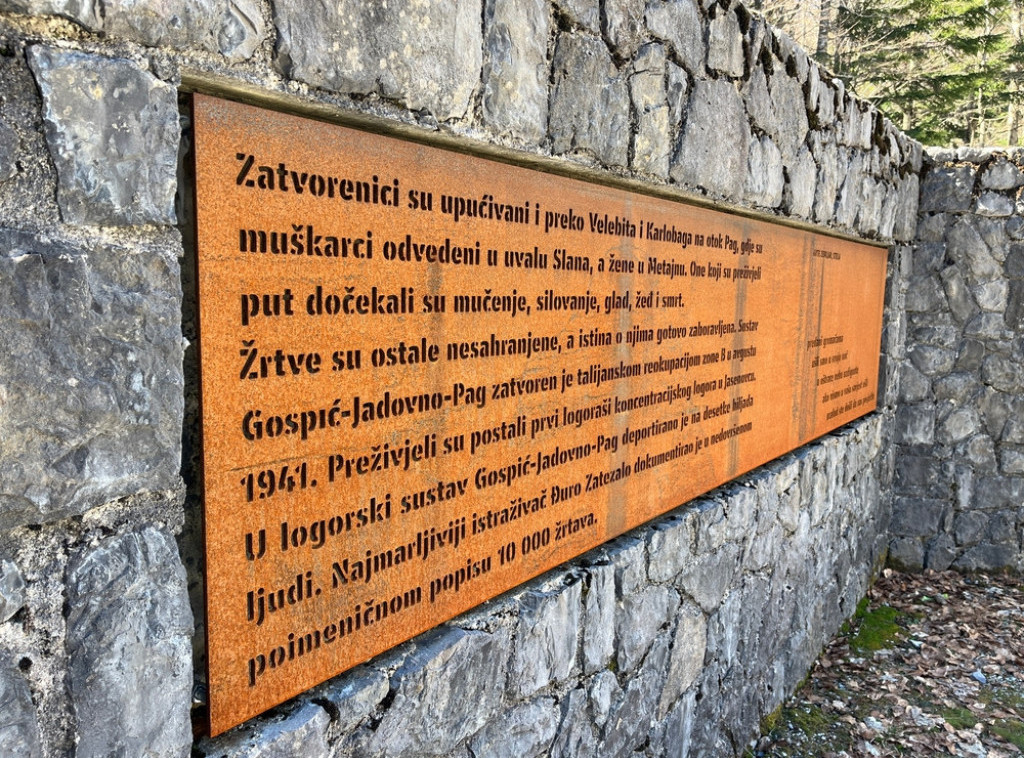 Zatvorenici su upućivani i preko Velebita i Karlobaga na otok Pag, gdje su
muškarci odvedeni u uvalu Slana, a žene u Metajnu. One koji su preživjeli
put dočekali su mučenje, silovanje, glad, žeđ i smrt.
Žrtve su ostale nesahranjene, a istina o njima gotovo zaboravljena. Sustav
Gospić-Jadovno-Pag zatvoren je talijanskom reokupacijom zone B u avgustu
1941. Preživjeli su postali prvi logoraši koncentracijskog logora u Jasenovcu.
U logorski sustav Gospić-Jadovno-Pag deportirano je na desetke hiljada
ljudi. Najmarljiviji istraživač Đuro Zatezalo dokumentirao je u nedovršenom
poimeničnom popisu 10 000 žrtava.